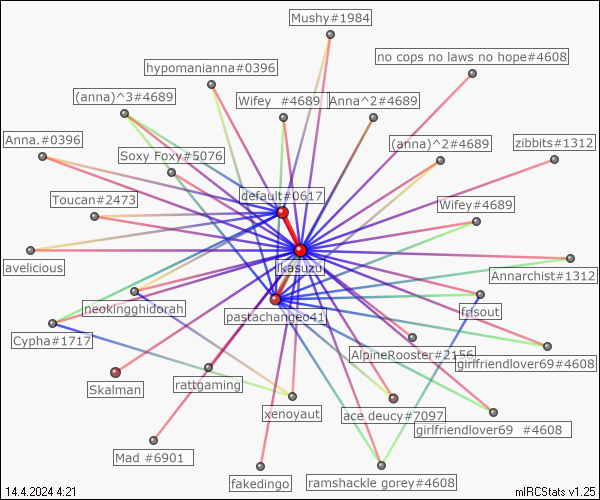 Mushy#1984
no cops no laws no hope#4608
hypomanianna#0396
(anna)^3#4689
Wifey  #4689
Anna^2#4689
Anna.#0396
(anna)^2#4689
zibbits#1312
Soxy Foxy#5076
default#0617
Toucan#2473
Wifey#4689
avelicious
ikasuzu
Annarchist#1312
neokingghidorah
pastachangeo41
frisout
Cypha#1717
AlpineRooster#2156
girlfriendlover69#4608
Skalman
rattgaming
xenoyaut
ace deucy#7097
girlfriendlover69  #4608
Mad #6901
fakedingo
ramshackle gorey#4608
14.4.2024 4:21
mIRCStats v1.25